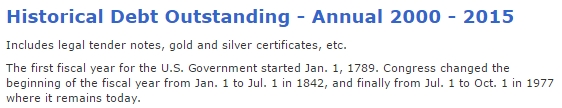 Historical Debt Outstanding - Annual 2000 - 2015
Includes legal tender notes, gold and silver certificates, etc.
The first fiscal year for the U.S. Government started Jan. 1, 1789. Congress changed the
beginning of the fiscal year from Jan. 1 to Jul. 1 in 1842, and finally from Jul. 1 to Oct. 1 in 1977
where it remains today.